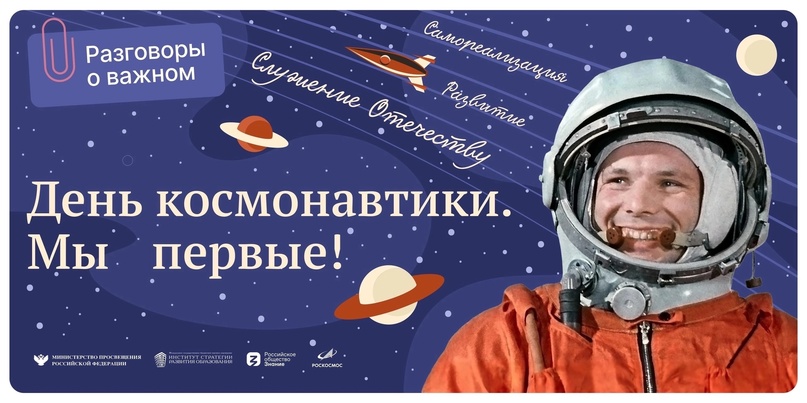 Разговоры
о важном
Самореализация
Служение Отечеству
Развитие
День космонавтики.
Мы первые!
МИНИСТЕРСТВО ПРОСВЕЩЕНИЯ
РОССИЙСКОЙ ФЕДЕРАЦИИ
ИНСТИТУТ СТРАТЕГИИ
РАЗВИТИЯ ОБРАЗОВАНИЯ
Российское
общество
Знание
РОСКОСМОС